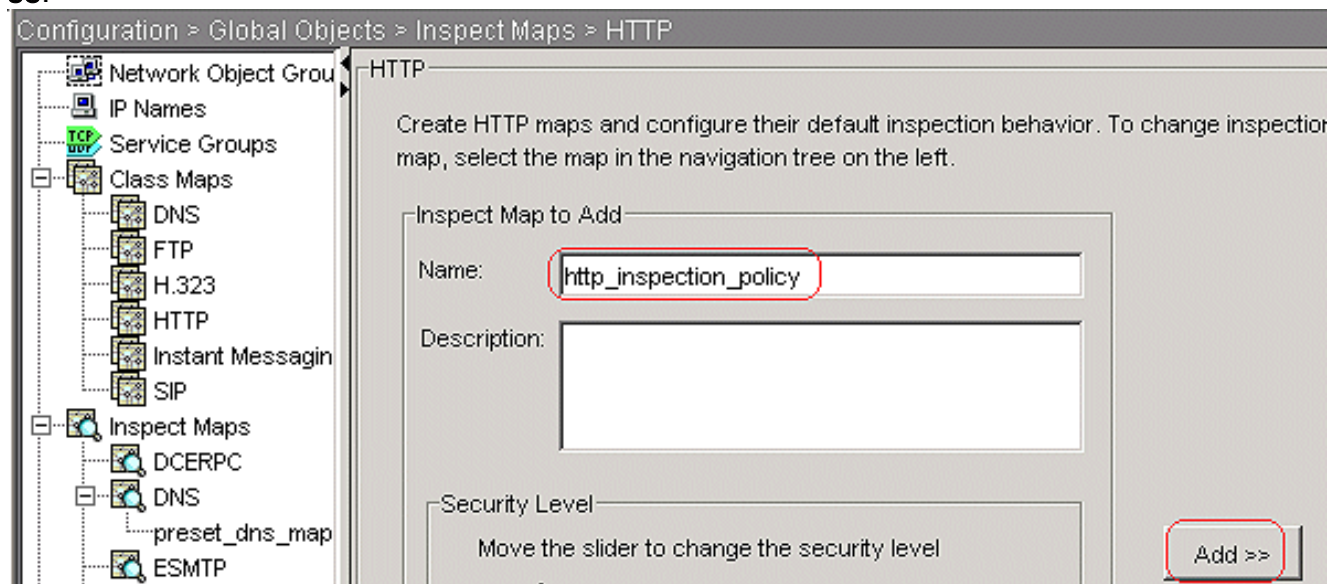 Configuration > Global Objects > Inspect Maps > HTTP
Network Object Grou
IP Names
TCP
UDP
Service Groups
Class Maps
DNS
FTP
H.323
HTTP
Instant Messagin
SIP
Inspect Maps
DCERPC
DNS
preset_dns_map
ESMTP
HTTP
Create HTTP maps and configure their default inspection behavior. To change inspection
map, select the map in the navigation tree on the left.
Inspect Map to Add
Name:
http_inspection_policy
Description:
Security Level
Move the slider to change the security level
Add >>